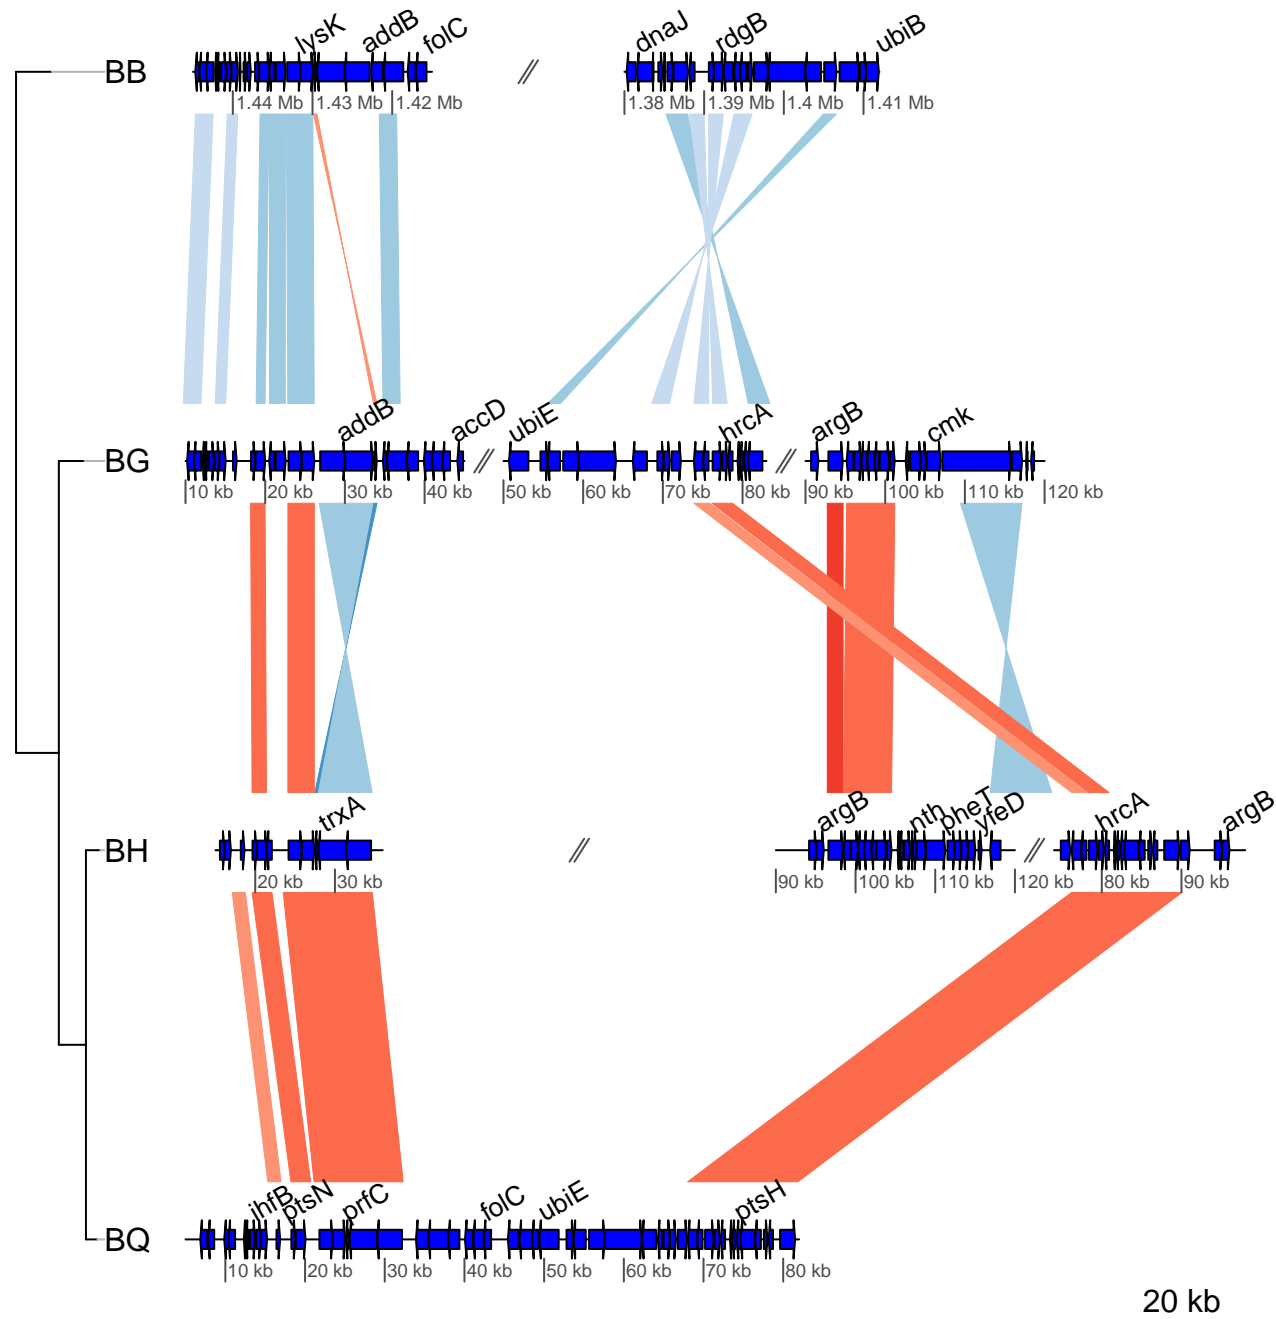 lysK addB folC dnaJ rdgB ubiB
BB
1.44 Mb 1.43 Mb 1.42 Mb 1.38 Mb 1.39 Mb 1.4 Mb 1.41 Mb
addB accD ubiE hrcA argB cmk
BG
10 kb 20 kb 30 kb 40 kb 50 kb 60 kb 70 kb 80 kb 90 kb 100 kb 110 kb 120 kb
trxA argB nth pheT yfeD hrcA argB
BH
20 kb 30 kb 90 kb 100 kb 110 kb 120 kb 80 kb 90 kb
ihfB ptsN prfC folC ubiE ptsH
BQ
10 kb 20 kb 30 kb 40 kb 50 kb 60 kb 70 kb 80 kb
20 kb